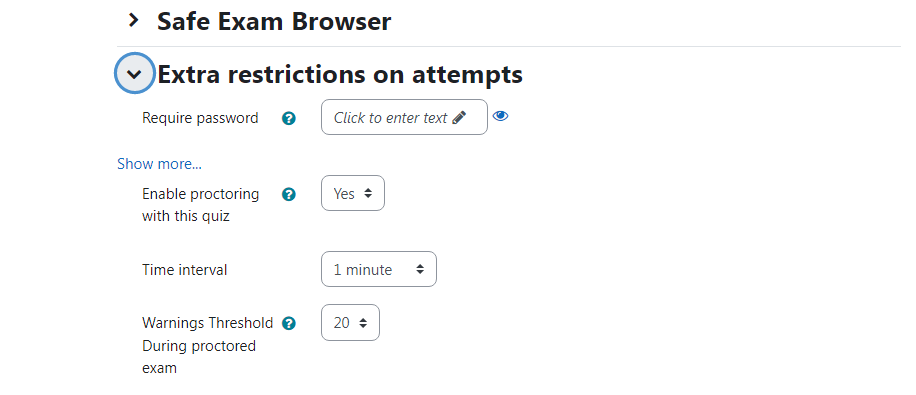 Safe Exam Browser
Extra restrictions on attempts
Require password ? Click to enter text
Show more...
Enable proctoring ? Yes
with this quiz
Time interval 1 minute
Warnings Threshold ? 20
During proctored
exam